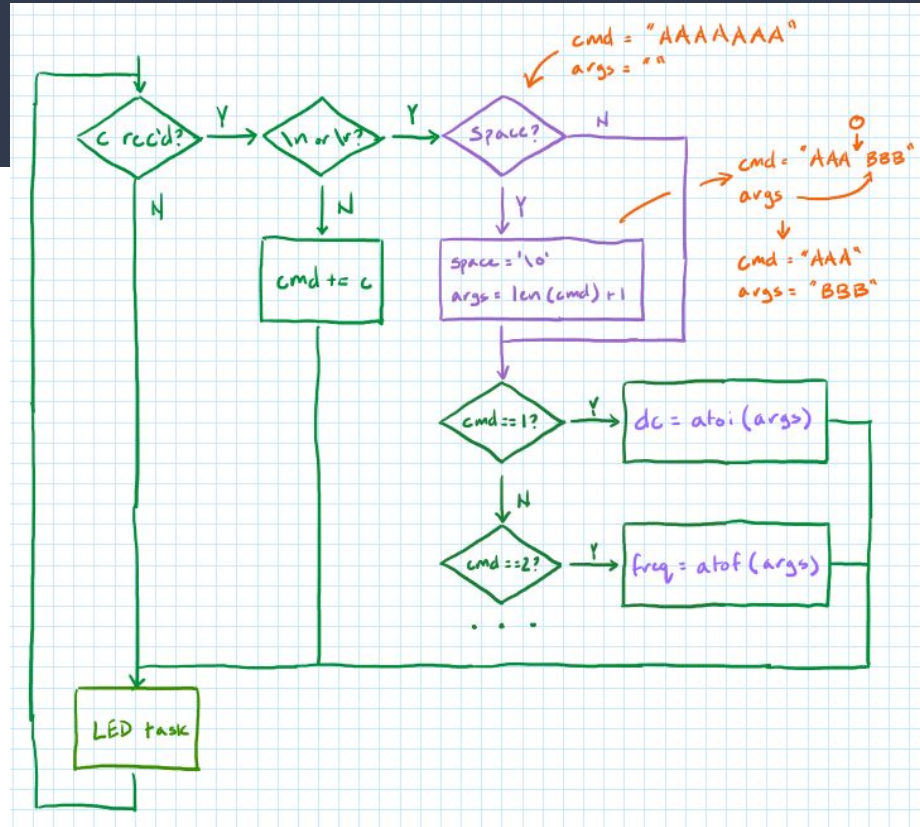 cmd = "AAAAAAA"
args = ""
c rec'd?
Y
\n or \r?
Y
Space?
N
0
cmd = "AAA BBB"
args
N
N
Y
cmd += c
space = '\0'
args = len(cmd)+1
cmd = "AAA"
args = "BBB"
cmd==1?
Y
dc = atoi(args)
N
cmd==2?
Y
freq = atof(args)
. . .
LED task